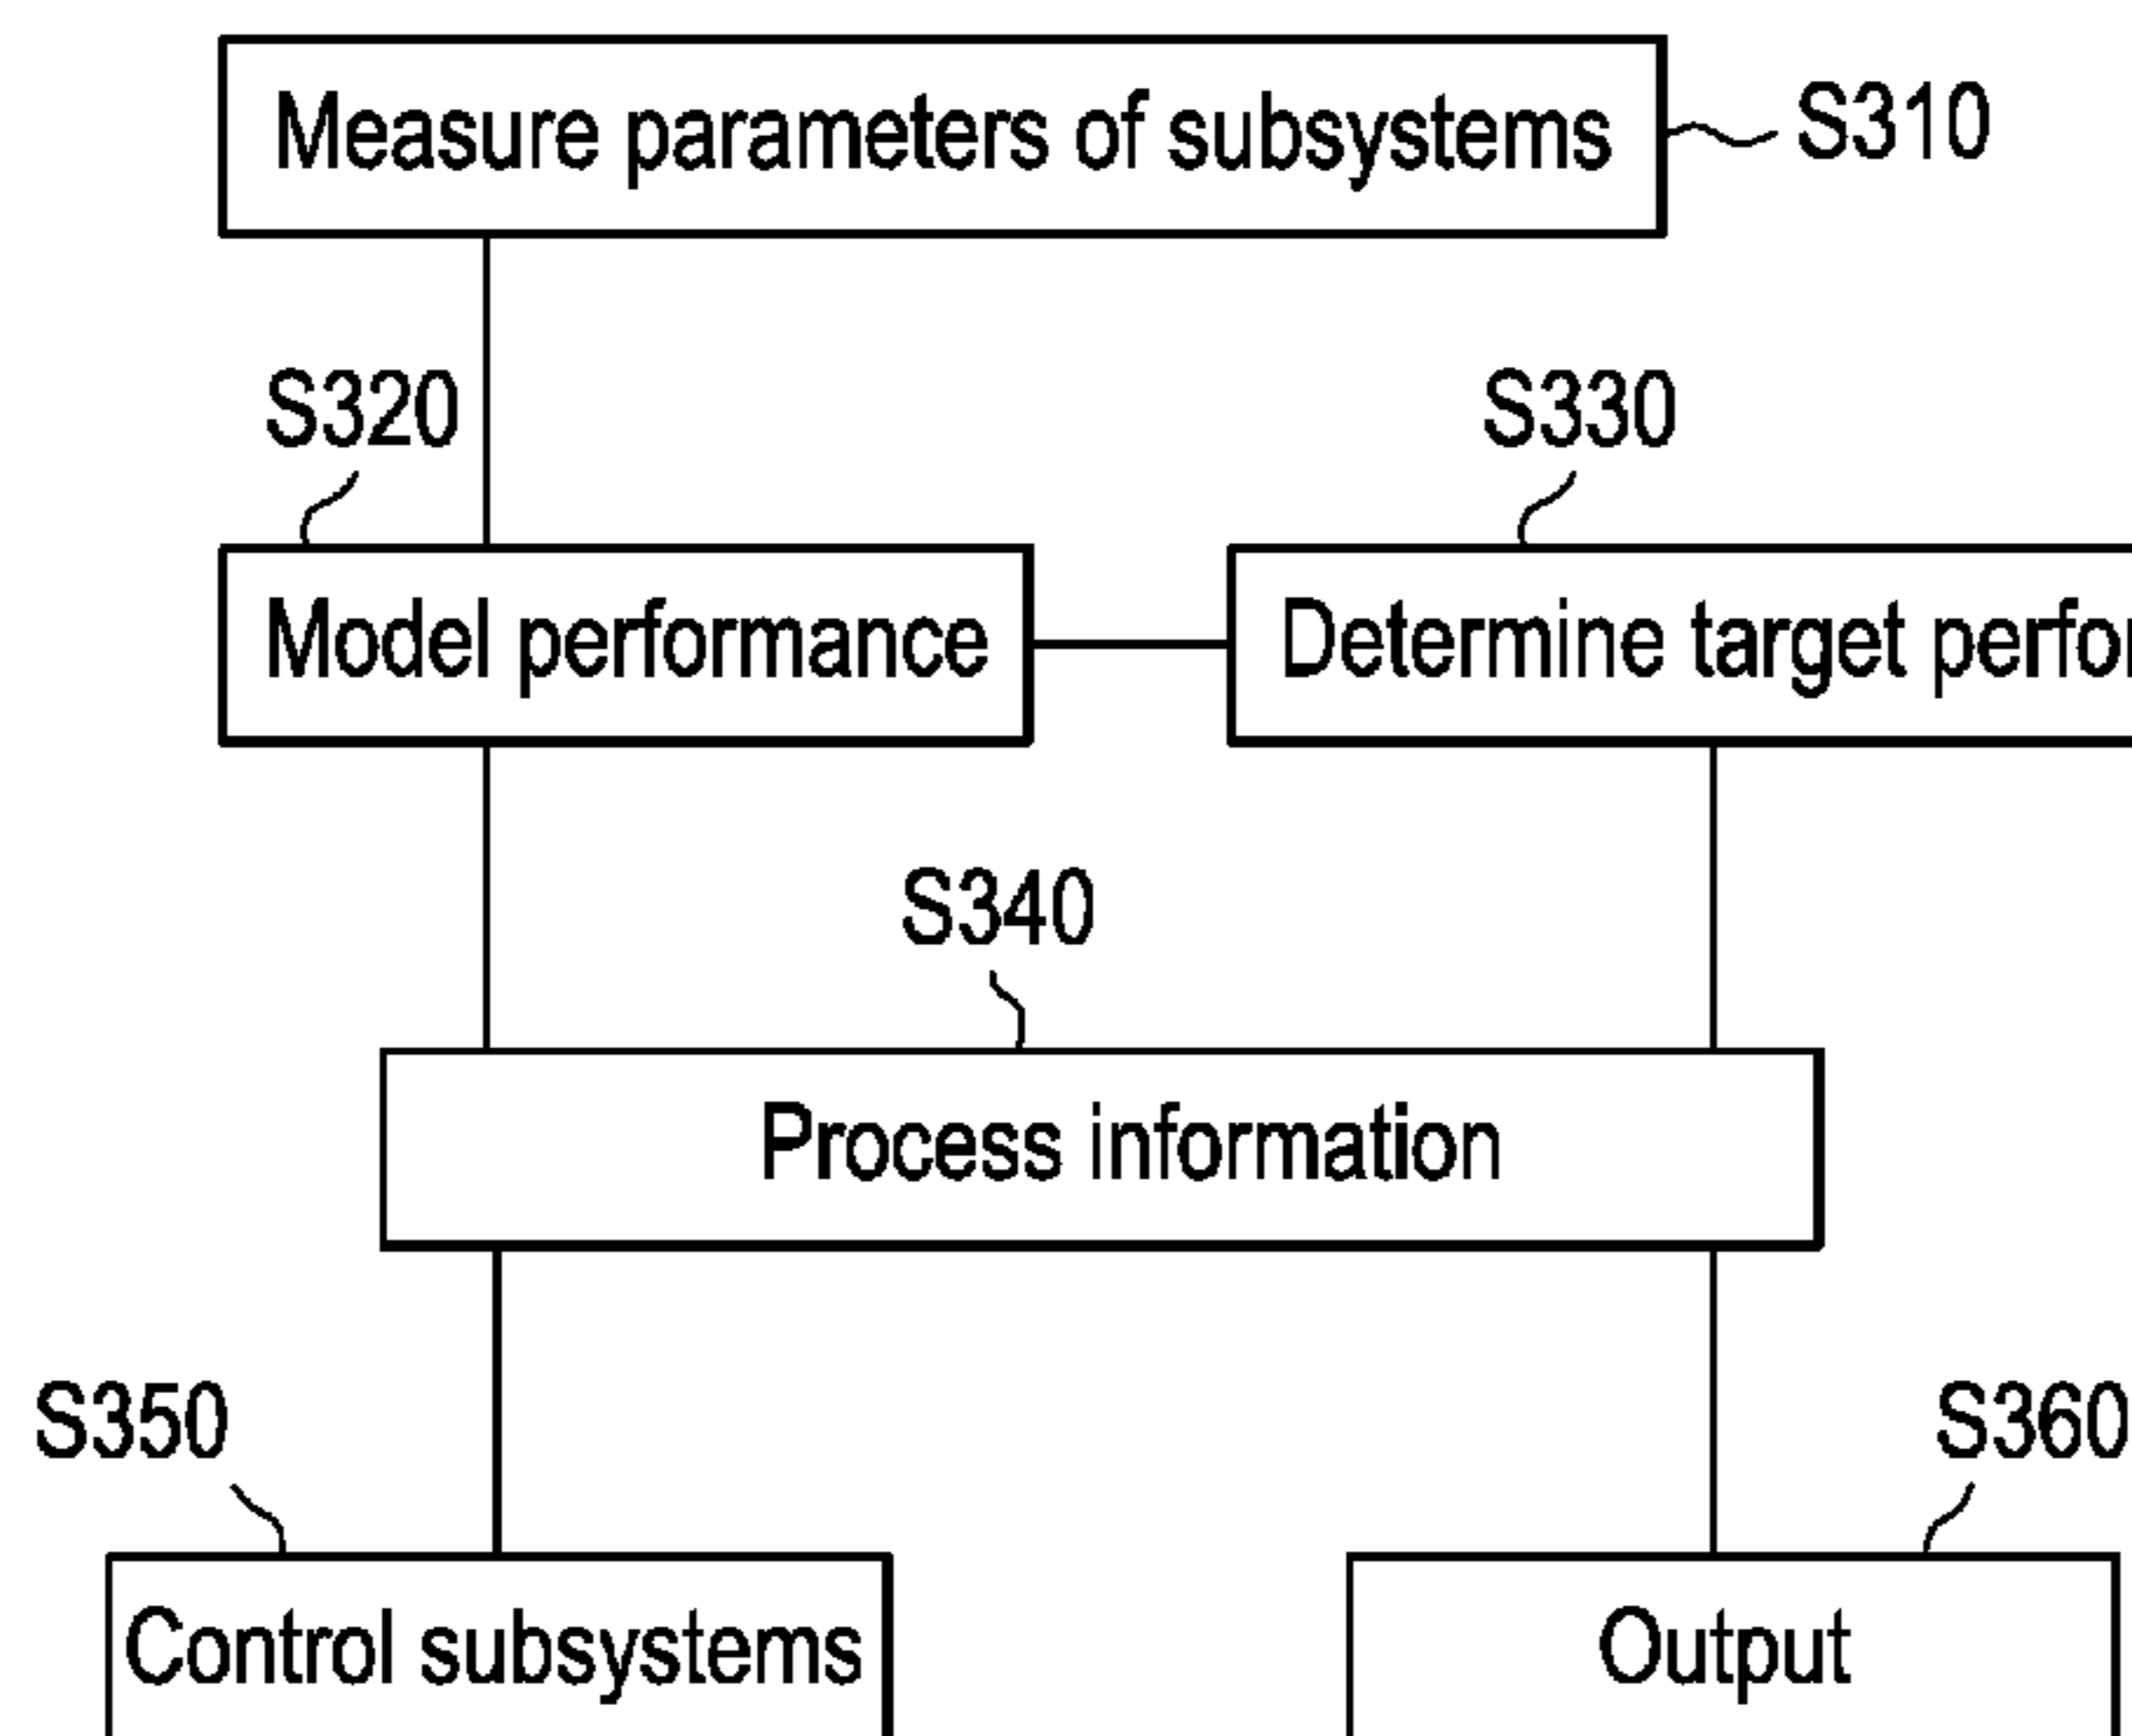 Measure parameters of subsystems
S310
S320
S330
Model performance
Determine target
S340
Process information
S350
S360
Control subsystems
Output